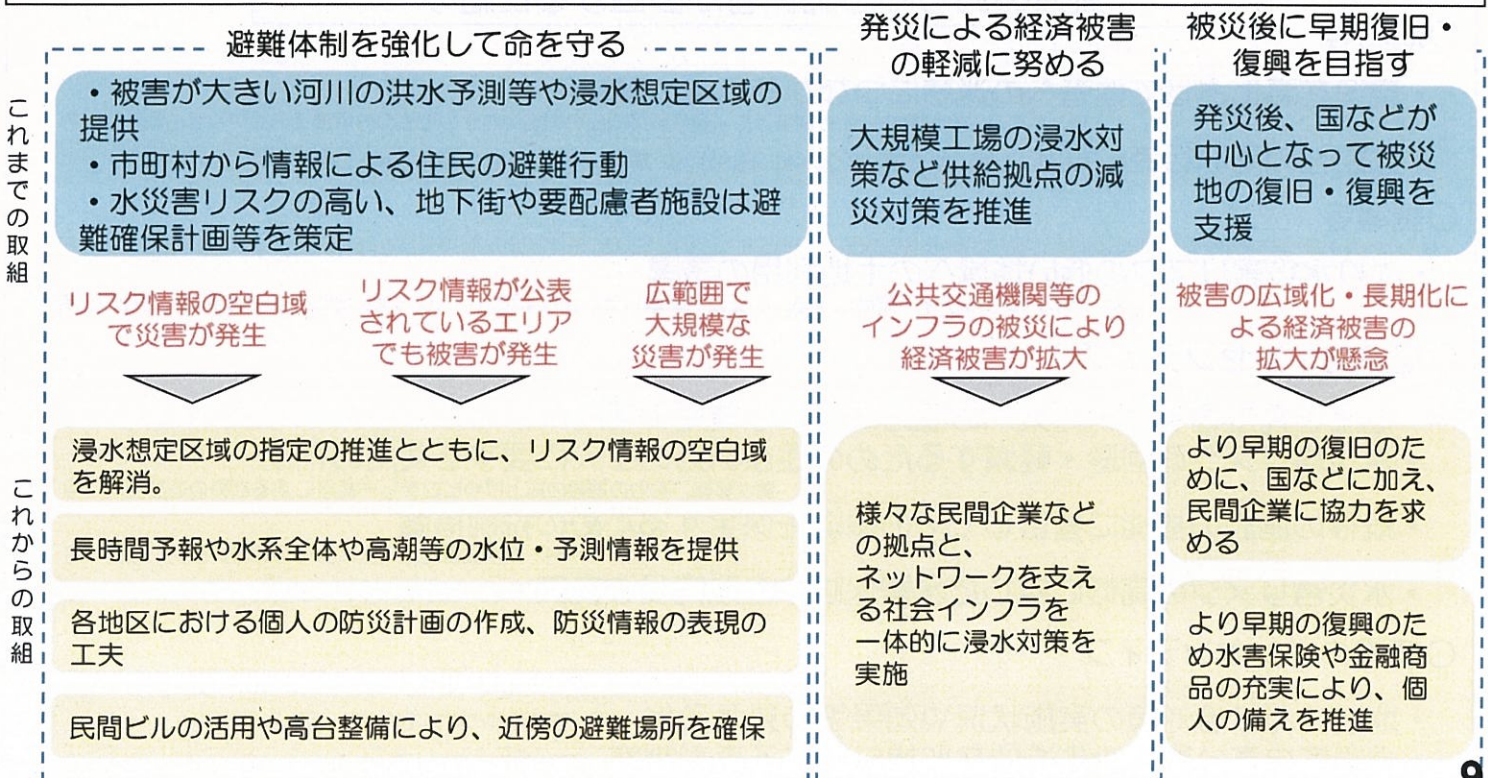 避難体制を強化して命を守る
・被害が大きい河川の洪水予測等や浸水想定区域の
提供
・市町村から情報による住民の避難行動
・水災害リスクの高い、地下街や要配慮者施設は避
難確保計画等を策定
発災による経済被害
の軽減に努める
大規模工場の浸水対
策など供給拠点の減
災対策を推進
被災後に早期復旧・
復興を目指す
発災後、国などが
中心となって被災
地の復旧・復興を
支援
これまでの取組
リスク情報の空白域
で災害が発生
リスク情報が公表
されているエリア
でも被害が発生
広範囲で
大規模な
災害が発生
公共交通機関等の
インフラの被災により
経済被害が拡大
被害の広域化・長期化に
よる経済被害の
拡大が懸念
これからの取組
浸水想定区域の指定の推進とともに、リスク情報の空白域
を解消。
長時間予報や水系全体や高潮等の水位・予測情報を提供
各地区における個人の防災計画の作成、防災情報の表現の
工夫
民間ビルの活用や高台整備により、近傍の避難場所を確保
様々な民間企業など
の拠点と、
ネットワークを支え
る社会インフラを
一体的に浸水対策を
実施
より早期の復旧のた
めに、国などに加え、
民間企業に協力を求
める
より早期の復興のた
め水害保険や金融商
品の充実により、個
人の備えを推進
9